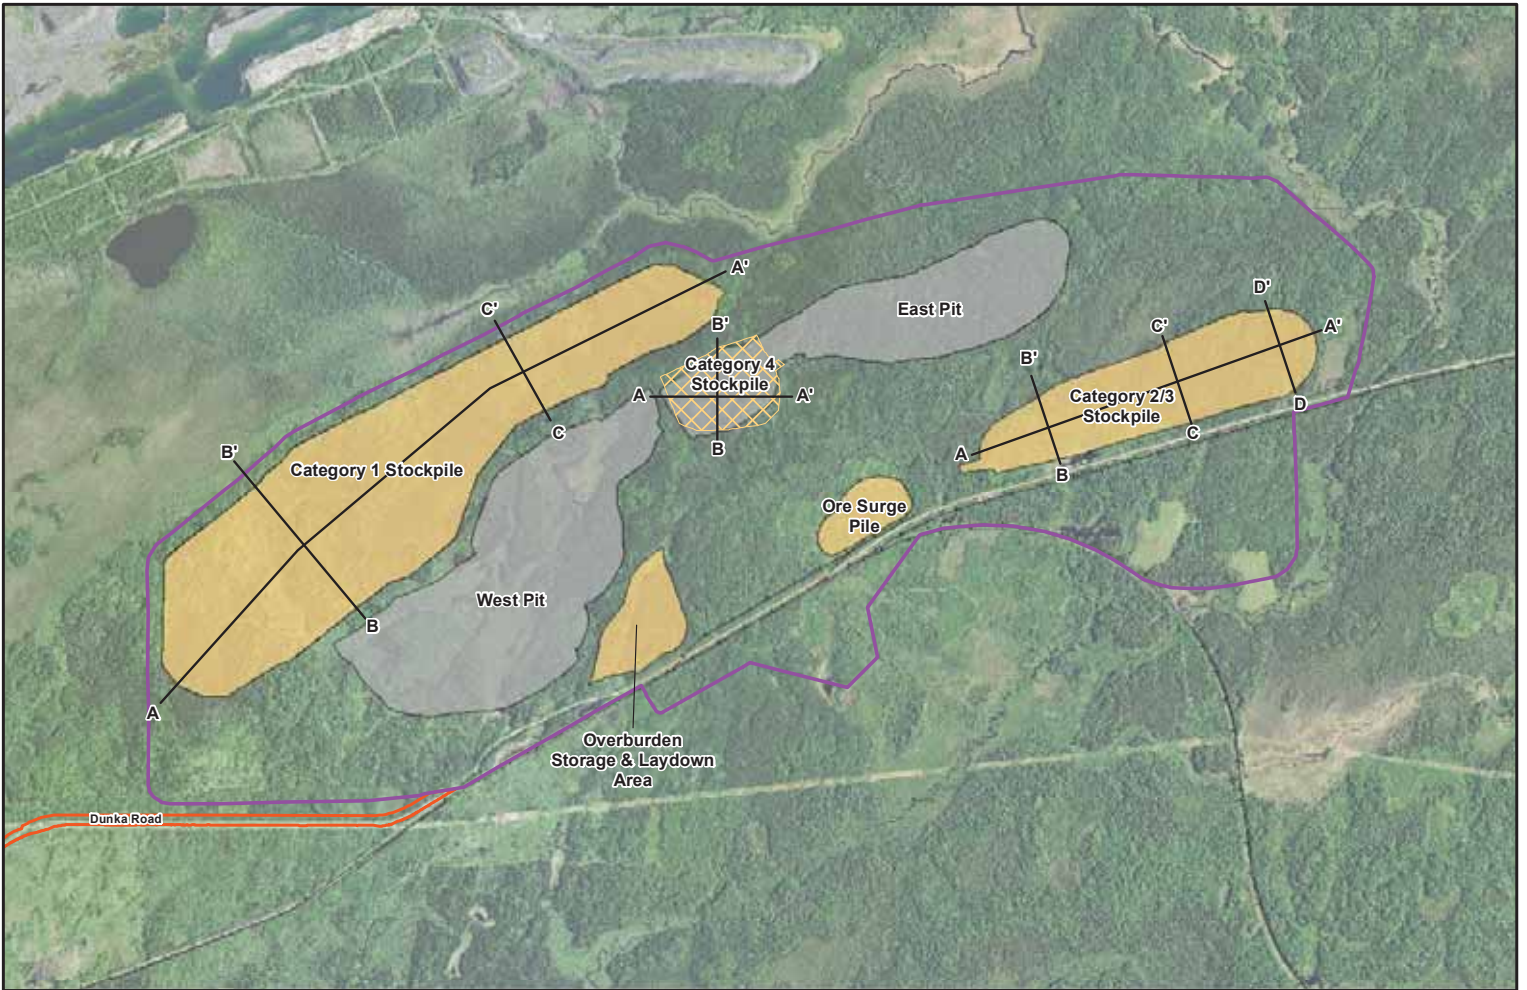 A'
D'
B'
C'
East Pit
C'
A'
B'
Category 4
Stockpile
A
A'
Category 2/3
Stockpile
D
C
C
B
B'
A
B
Category 1 Stockpile
Ore Surge
Pile
West Pit
B
A
Overburden
Storage & Laydown
Area
Dunka Road